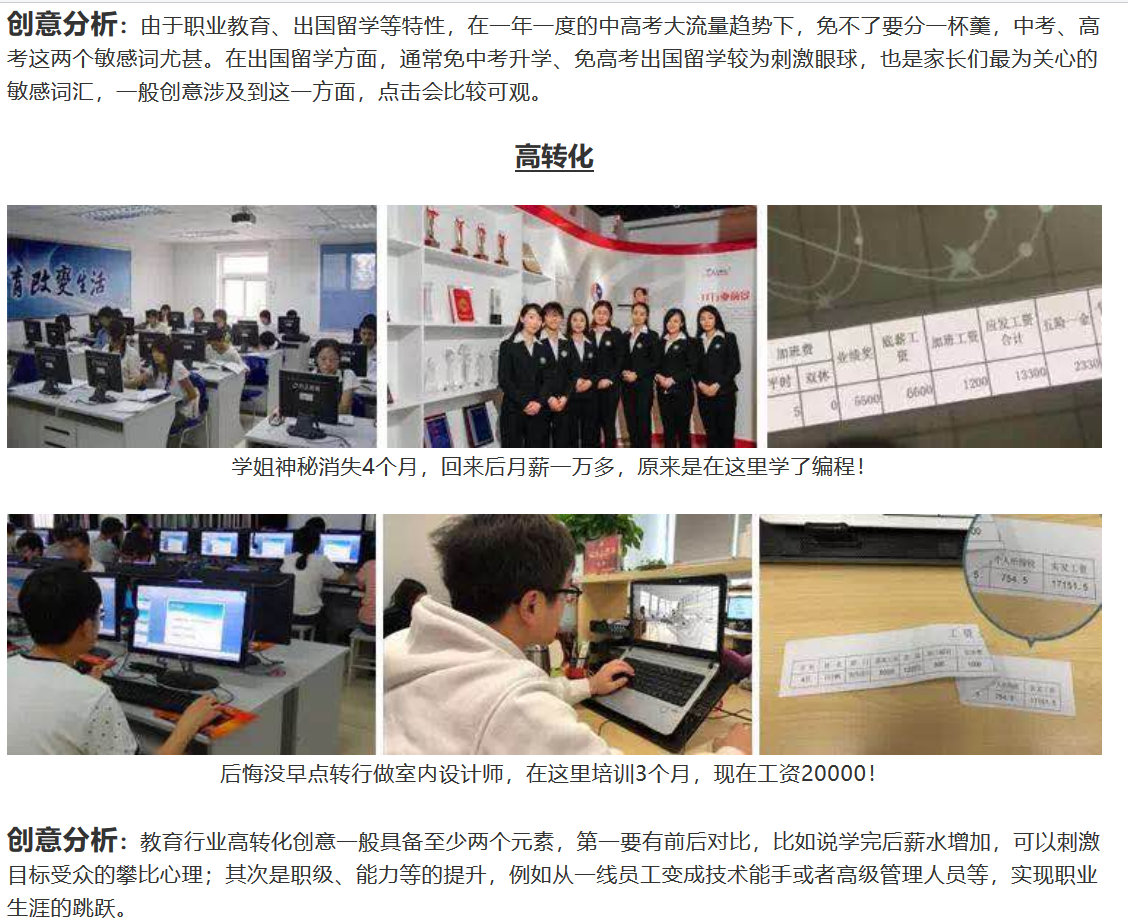 创意分析：由于职业教育、出国留学等特性，在一年一度的中高考大流量趋势下，免不了要分一杯羹，中考、高
考这两个敏感词尤甚。在出国留学方面，通常免中考升学、免高考出国留学较为刺激眼球，也是家长们最为关心的
敏感词汇，一般创意涉及到这一方面，点击会比较可观。
高转化
育改變生活
加班费
业绩奖
底薪工资
加班工资
应发工资合计
五险一金
平时
双休
5
0
5500
6600
1200
13300
2330
学姐神秘消失4个月，回来后月薪一万多，原来是在这里学了编程！
个人所得税
实发工资
5
754.5
17151.5
工 资
754.5
17151.5
后悔没早点转行做室内设计师，在这里培训3个月，现在工资20000！
创意分析：教育行业高转化创意一般具备至少两个元素，第一要有前后对比，比如说学完后薪水增加，可以刺激
目标受众的攀比心理；其次是职级、能力等的提升，例如从一线员工变成技术能手或者高级管理人员等，实现职业
生涯的跳跃。